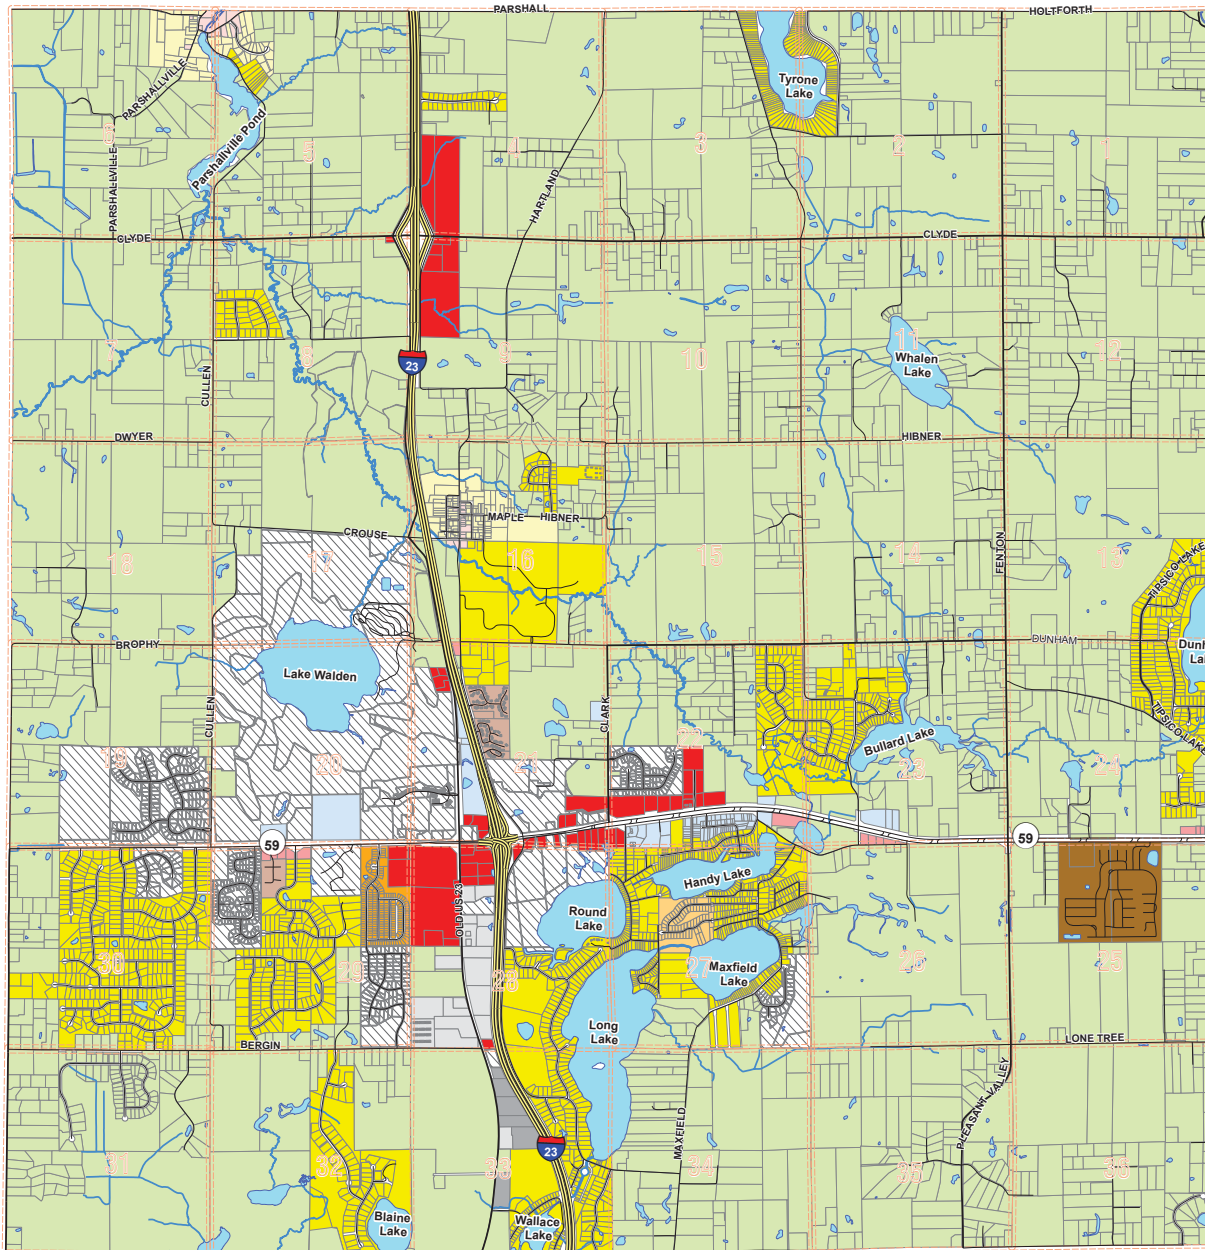 PARSHALL
HOLTFORTH
Tyrone
Lake
PARSHALLVILLE
Parshallville Pond
PARSHALLVILLE
6
5
4
3
2
1
HARTLAND
CLYDE
CLYDE
7
8
9
10
11
12
Whalen
Lake
23
CULLEN
DWYER
HIBNER
MAPLE
HIBNER
CROUSE
FENTON
18
17
16
15
14
13
TIPSICO LAKE
BROPHY
DUNHAM
Lake Walden
CULLEN
CLARK
TIPSICO LAKE
Bullard Lake
19
20
21
22
23
24
59
59
Handy Lake
OLD US 23
Round
Lake
30
29
28
27
26
25
Maxfield
Lake
Long
Lake
BERGIN
LONE TREE
PLEASANT VALLEY
MAXFIELD
23
31
32
33
34
35
36
Blaine
Lake
Wallace
Lake